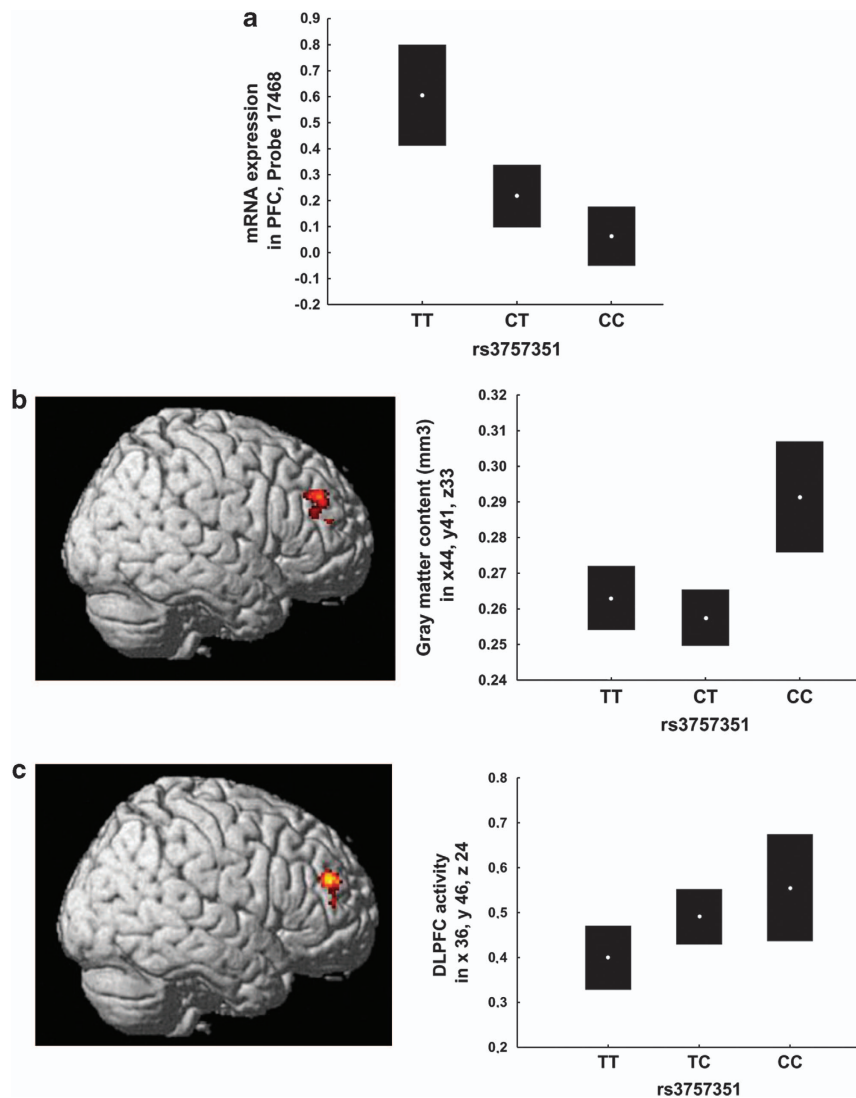 a
mRNA expression
in PFC, Probe 17468
0.9
0.8
0.7
0.6
0.5
0.4
0.3
0.2
0.1
0.0
-0.1
-0.2
TT CT CC
rs3757351
b
Gray matter content (mm3)
in x44, y41, z33
0.32
0.31
0.30
0.29
0.28
0.27
0.26
0.25
0.24
TT CT CC
rs3757351
c
DLPFC activity
in x 36, y 46, z 24
0.8
0.7
0.6
0.5
0.4
0.3
0.2
TT TC CC
rs3757351